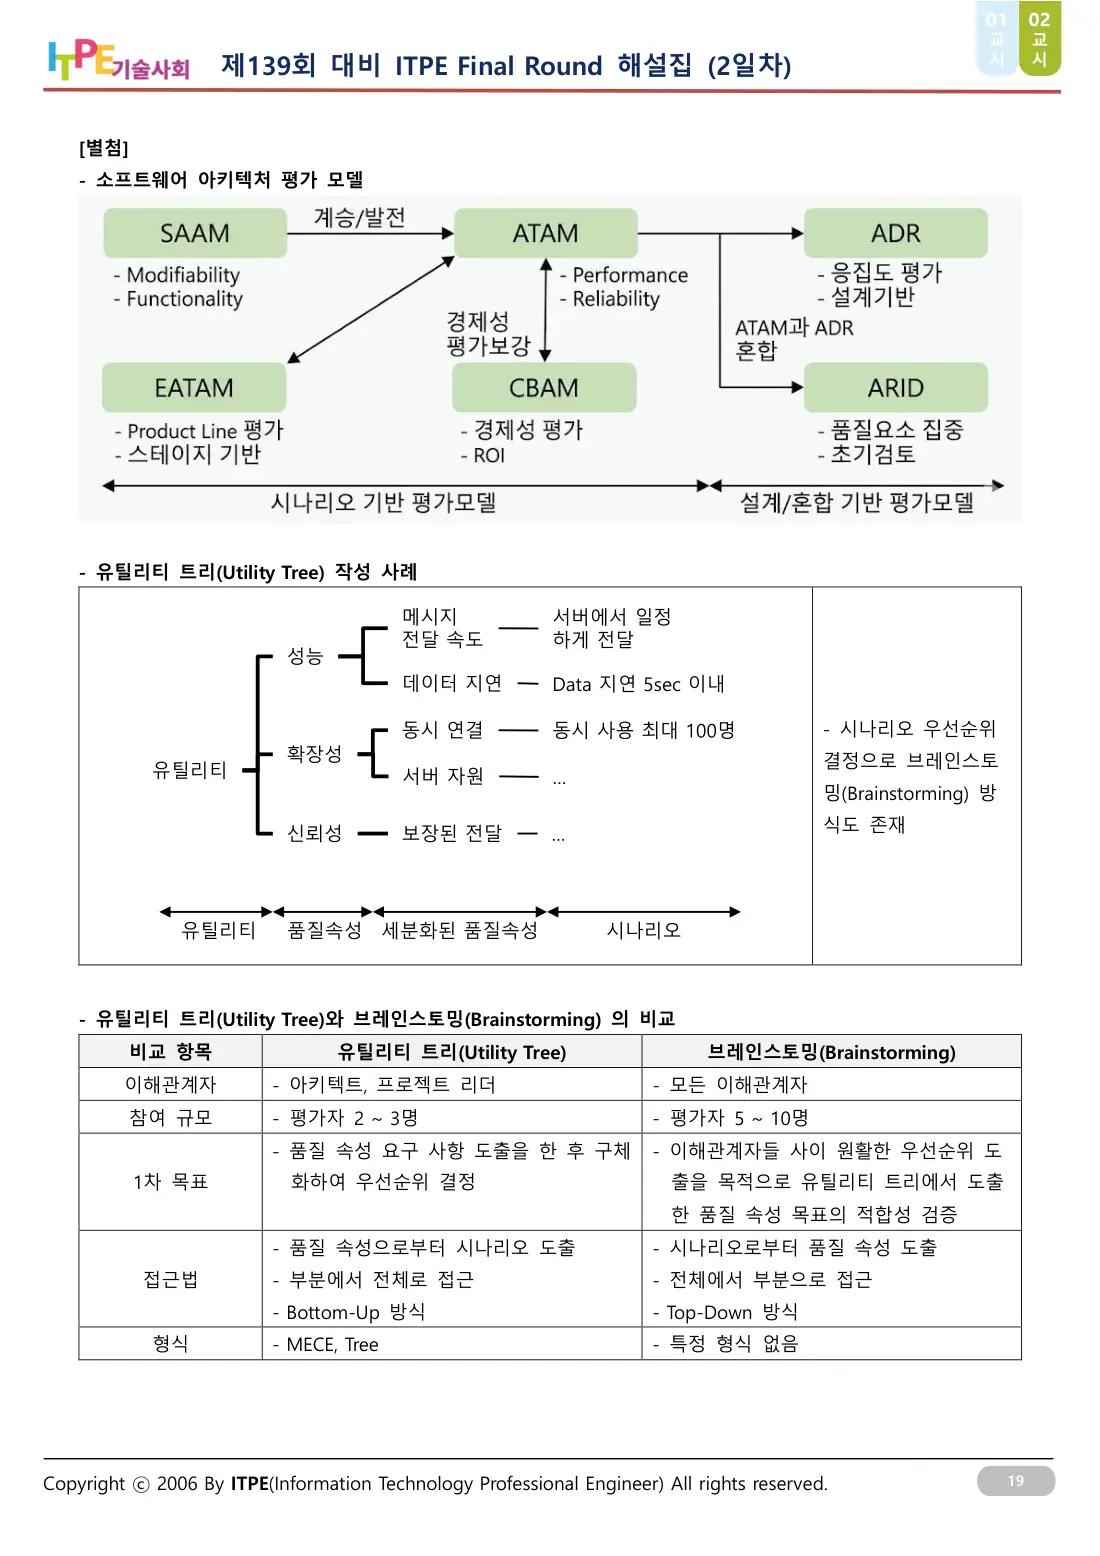 ITPE기술사회 제139회 대비 ITPE Final Round 해설집 (2일차)
01
교
시
02
교
시
[별첨]
- 소프트웨어 아키텍처 평가 모델
SAAM
계승/발전
ATAM
ADR
- Modifiability
- Functionality
- Performance
- Reliability
- 응집도 평가
- 설계기반
경제성
평가보강
ATAM과 ADR
혼합
EATAM
CBAM
ARID
- Product Line 평가
- 스테이지 기반
- 경제성 평가
- ROI
- 품질요소 집중
- 초기검토
시나리오 기반 평가모델
설계/혼합 기반 평가모델
- 유틸리티 트리(Utility Tree) 작성 사례
유틸리티
성능
메시지
전달 속도
서버에서 일정
하게 전달
데이터 지연
Data 지연 5sec 이내
확장성
동시 연결
동시 사용 최대 100명
서버 자원
...
신뢰성
보장된 전달
...
유틸리티
품질속성
세분화된 품질속성
시나리오
- 시나리오 우선순위
결정으로 브레인스토
밍(Brainstorming) 방
식도 존재
- 유틸리티 트리(Utility Tree)와 브레인스토밍(Brainstorming) 의 비교
비교 항목
유틸리티 트리(Utility Tree)
브레인스토밍(Brainstorming)
이해관계자
- 아키텍트, 프로젝트 리더
- 모든 이해관계자
참여 규모
- 평가자 2 ~ 3명
- 평가자 5 ~ 10명
1차 목표
- 품질 속성 요구 사항 도출을 한 후 구체
화하여 우선순위 결정
- 이해관계자들 사이 원활한 우선순위 도
출을 목적으로 유틸리티 트리에서 도출
한 품질 속성 목표의 적합성 검증
접근법
- 품질 속성으로부터 시나리오 도출
- 부분에서 전체로 접근
- Bottom-Up 방식
- 시나리오로부터 품질 속성 도출
- 전체에서 부분으로 접근
- Top-Down 방식
형식
- MECE, Tree
- 특정 형식 없음
Copyright ⓒ 2006 By ITPE(Information Technology Professional Engineer) All rights reserved.
19